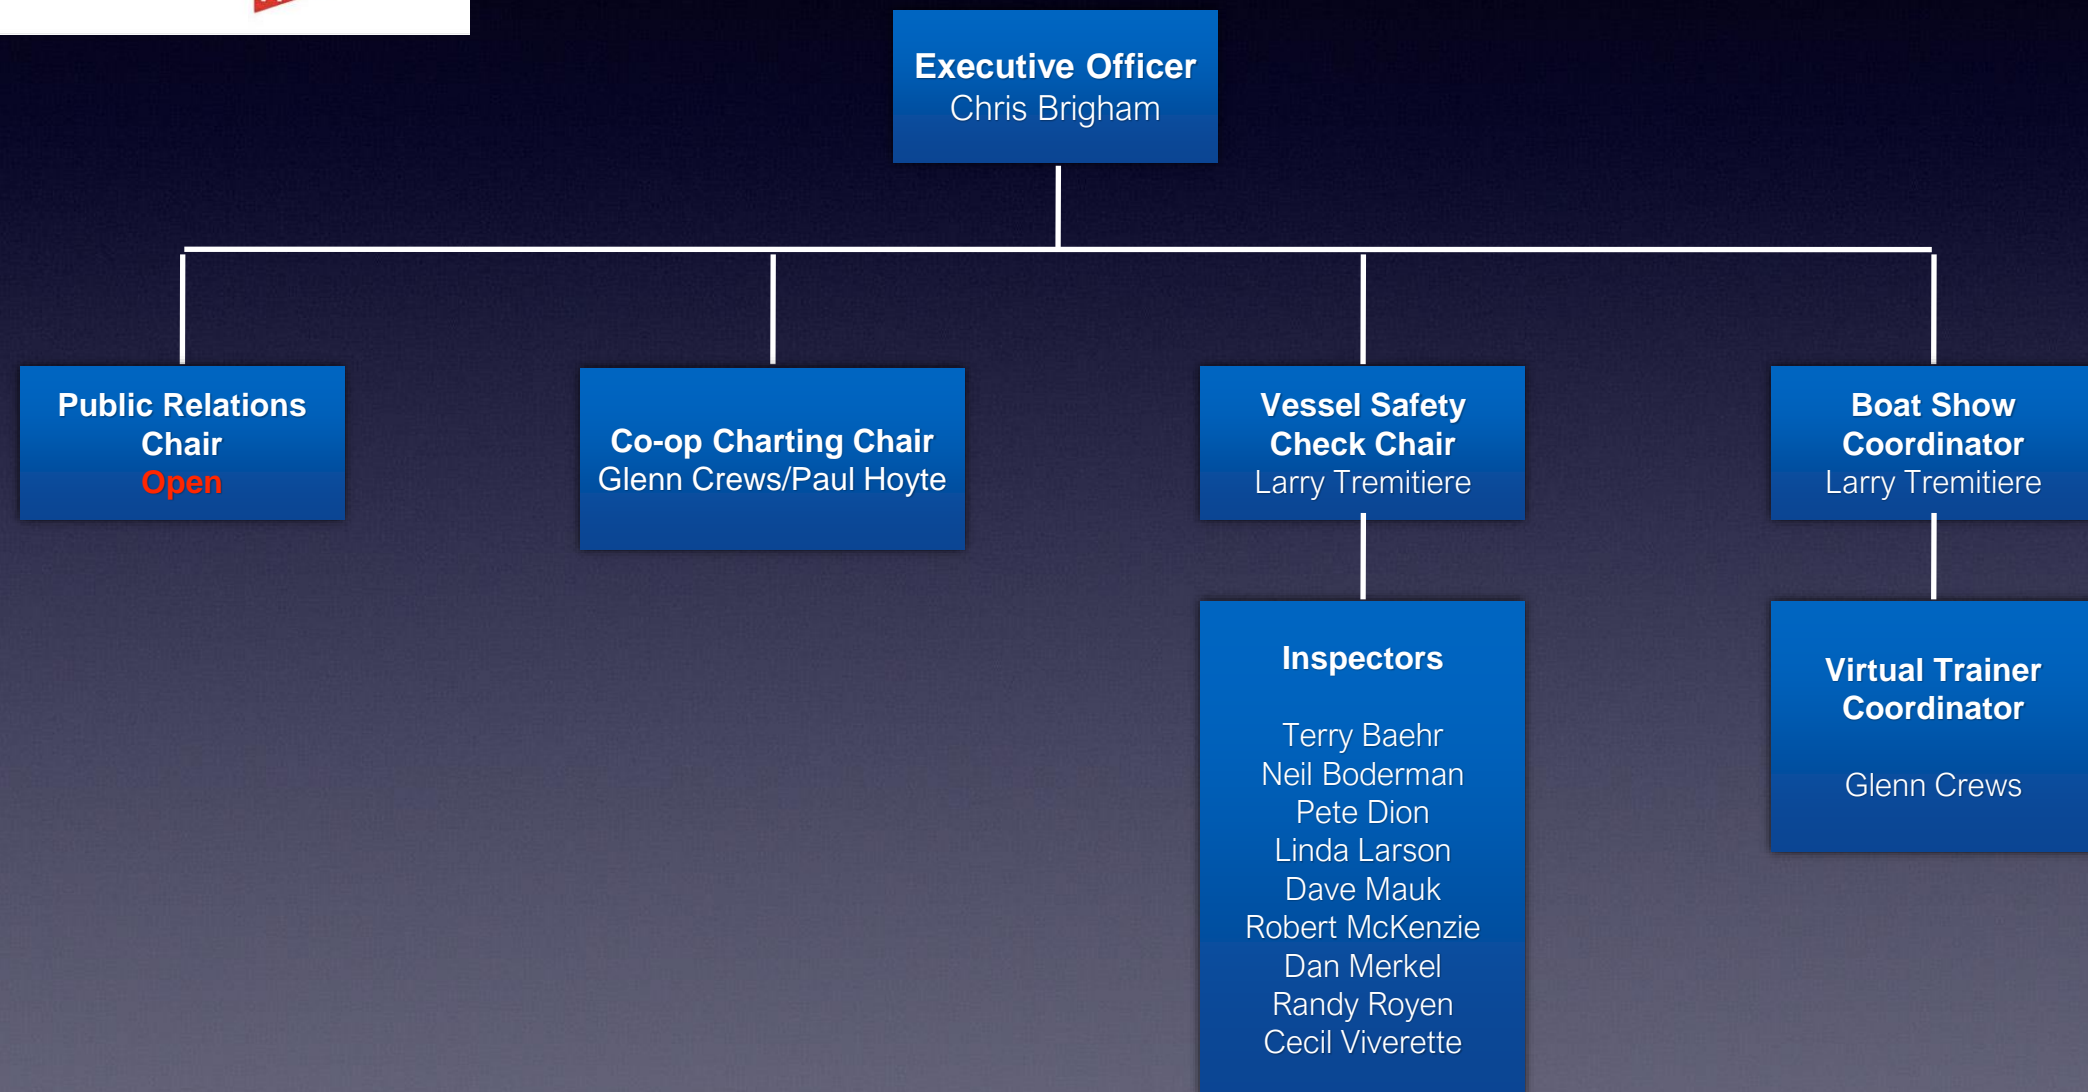 Executive Officer
Chris Brigham
Public Relations
Chair
Open
Co-op Charting Chair
Glenn Crews/Paul Hoyte
Vessel Safety
Check Chair
Larry Tremitiere
Boat Show
Coordinator
Larry Tremitiere
Inspectors
Terry Baehr
Neil Boderman
Pete Dion
Linda Larson
Dave Mauk
Robert McKenzie
Dan Merkel
Randy Royen
Cecil Viverette
Virtual Trainer
Coordinator
Glenn Crews